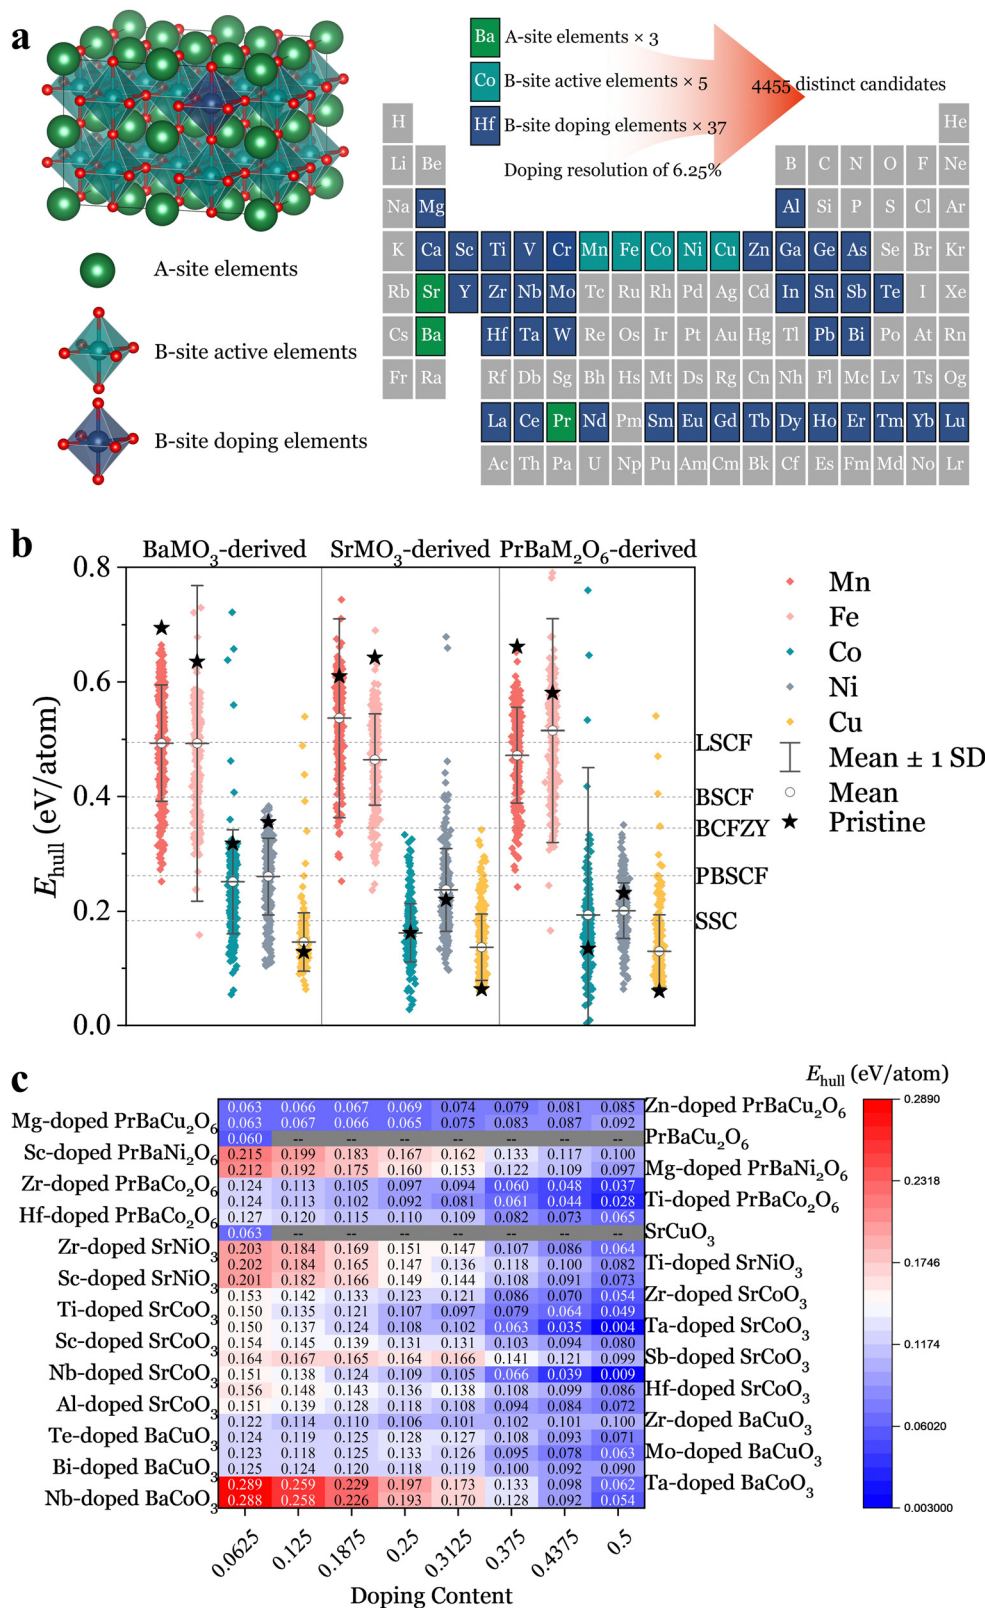 a
Ba A-site elements × 3
Co B-site active elements × 5
Hf B-site doping elements × 37
4455 distinct candidates
Doping resolution of 6.25%
A-site elements
B-site active elements
B-site doping elements
H He
Li Be B C N O F Ne
Na Mg Al Si P S Cl Ar
K Ca Sc Ti V Cr Mn Fe Co Ni Cu Zn Ga Ge As Se Br Kr
Rb Sr Y Zr Nb Mo Tc Ru Rh Pd Ag Cd In Sn Sb Te I Xe
Cs Ba Hf Ta W Re Os Ir Pt Au Hg Tl Pb Bi Po At Rn
Fr Ra Rf Db Sg Bh Hs Mt Ds Rg Cn Nh Fl Mc Lv Ts Og
La Ce Pr Nd Pm Sm Eu Gd Tb Dy Ho Er Tm Yb Lu
Ac Th Pa U Np Pu Am Cm Bk Cf Es Fm Md No Lr
b
BaMO3-derived SrMO3-derived PrBaM2O6-derived
Ehull (eV/atom)
0.8
0.6
0.4
0.2
0.0
LSCF
BSCF
BCFZY
PBSCF
SSC
Mn
Fe
Co
Ni
Cu
Mean ± 1 SD
Mean
Pristine
c
Ehull (eV/atom)
Mg-doped PrBaCu2O6
Sc-doped PrBaNi2O6
Zr-doped PrBaCo2O6
Hf-doped PrBaCo2O6
Zr-doped SrNiO3
Sc-doped SrNiO3
Ti-doped SrCoO3
Sc-doped SrCoO3
Nb-doped SrCoO3
Al-doped SrCoO3
Te-doped BaCuO3
Bi-doped BaCuO3
Nb-doped BaCoO3
0.063 0.066 0.067 0.069 0.074 0.079 0.081 0.085
0.063 0.067 0.066 0.065 0.075 0.083 0.087 0.092
0.060 -- -- -- -- -- -- --
0.215 0.199 0.183 0.167 0.162 0.133 0.117 0.100
0.212 0.192 0.175 0.160 0.153 0.122 0.109 0.097
0.124 0.113 0.105 0.097 0.094 0.060 0.048 0.037
0.124 0.113 0.102 0.092 0.081 0.061 0.044 0.028
0.127 0.120 0.115 0.110 0.109 0.082 0.073 0.065
0.063 -- -- -- -- -- -- --
0.203 0.184 0.169 0.151 0.147 0.107 0.086 0.064
0.202 0.184 0.165 0.147 0.136 0.118 0.100 0.082
0.201 0.182 0.166 0.149 0.144 0.108 0.091 0.073
0.153 0.142 0.133 0.123 0.121 0.086 0.070 0.054
0.150 0.135 0.121 0.107 0.097 0.079 0.064 0.049
0.150 0.137 0.124 0.108 0.102 0.063 0.035 0.004
0.154 0.145 0.139 0.131 0.131 0.103 0.094 0.080
0.164 0.167 0.165 0.164 0.166 0.141 0.121 0.099
0.151 0.138 0.124 0.109 0.105 0.066 0.039 0.009
0.156 0.148 0.143 0.136 0.138 0.108 0.099 0.086
0.151 0.139 0.128 0.118 0.108 0.094 0.084 0.072
0.122 0.114 0.110 0.106 0.101 0.102 0.101 0.100
0.124 0.119 0.125 0.128 0.127 0.108 0.093 0.071
0.123 0.118 0.125 0.133 0.126 0.095 0.078 0.063
0.125 0.124 0.120 0.118 0.119 0.100 0.092 0.090
0.289 0.259 0.229 0.197 0.173 0.133 0.098 0.062
0.288 0.258 0.226 0.193 0.170 0.128 0.092 0.054
Zn-doped PrBaCu2O6
PrBaCu2O6
Mg-doped PrBaNi2O6
Ti-doped PrBaCo2O6
SrCuO3
Ti-doped SrNiO3
Zr-doped SrCoO3
Ta-doped SrCoO3
Sb-doped SrCoO3
Hf-doped SrCoO3
Zr-doped BaCuO3
Mo-doped BaCuO3
Ta-doped BaCoO3
0.2890
0.2318
0.1746
0.1174
0.06020
0.003000
0.0625 0.125 0.1875 0.25 0.3125 0.375 0.4375 0.5
Doping Content